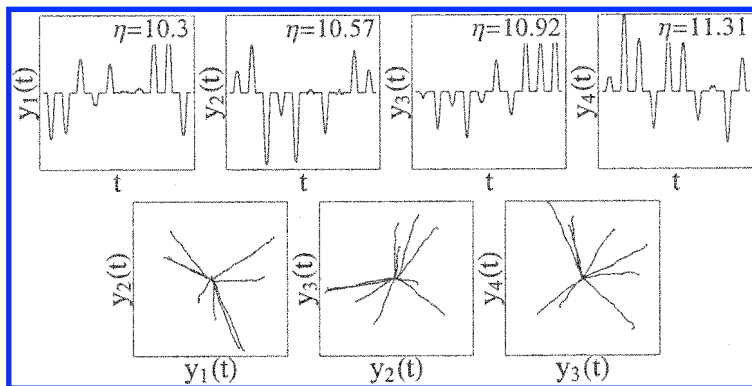 η=10.3
y₁(t)
t
η=10.57
y₂(t)
t
η=10.92
y₃(t)
t
η=11.31
y₄(t)
t
y₂(t)
y₁(t)
y₃(t)
y₂(t)
y₄(t)
y₃(t)